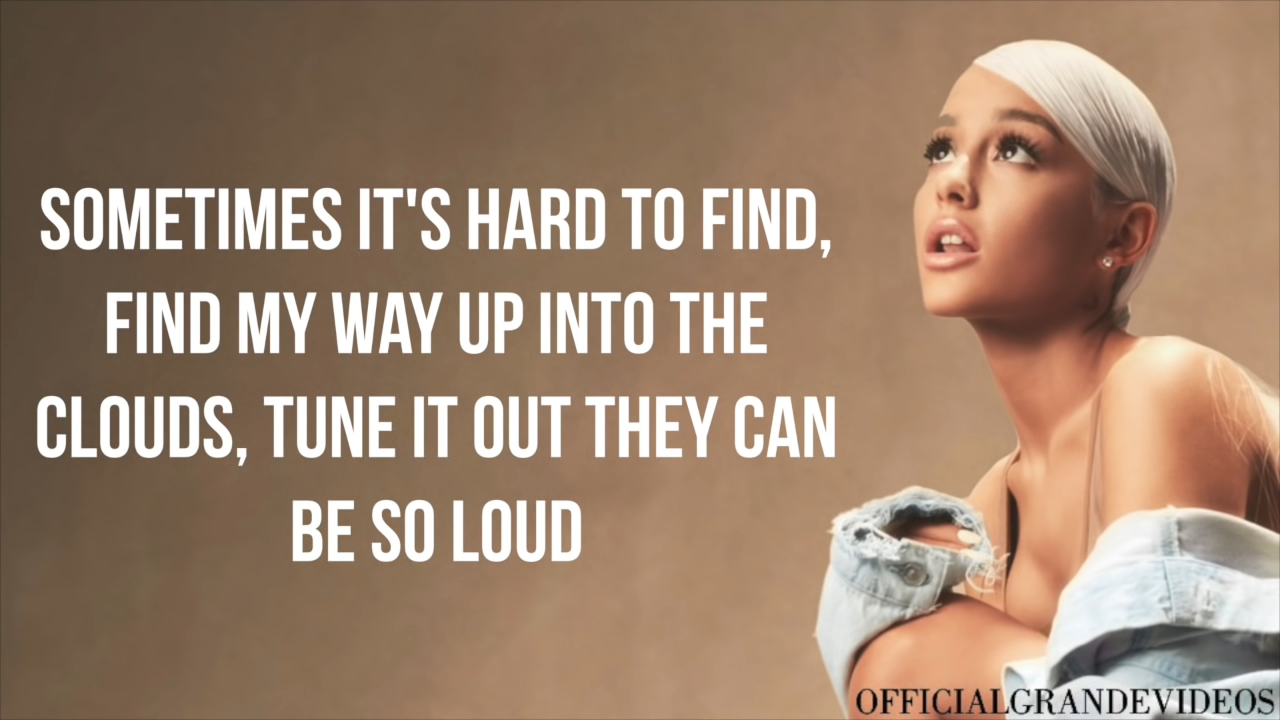 SOMETIMES IT'S HARD TO FIND,
FIND MY WAY UP INTO THE
CLOUDS, TUNE IT OUT THEY CAN
BE SO LOUD
OFFICIALGRANDEVIDEOS